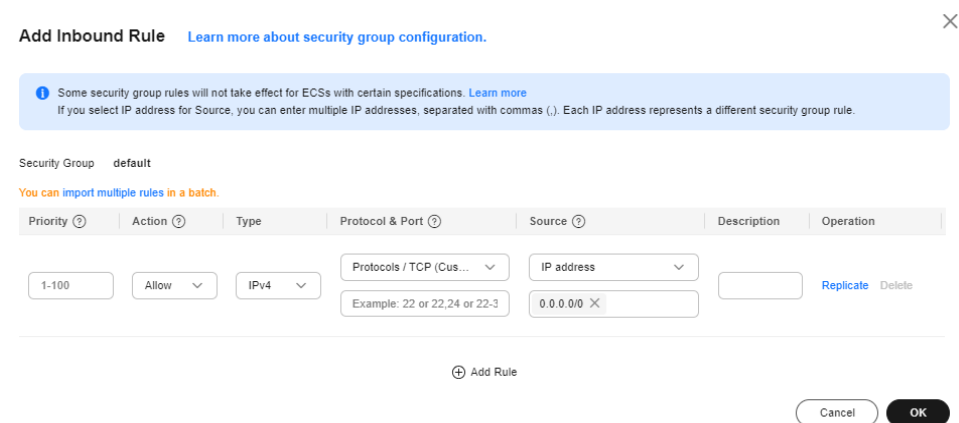 Add Inbound Rule Learn more about security group configuration.
Some security group rules will not take effect for ECSs with certain specifications. Learn more
If you select IP address for Source, you can enter multiple IP addresses, separated with commas (,). Each IP address represents a different security group rule.
Security Group default
You can import multiple rules in a batch.
Priority Action Type Protocol & Port Source Description Operation
Protocols / TCP (Cus... IP address
1-100 Allow IPv4 Replicate Delete
Example: 22 or 22,24 or 22-3 0.0.0.0/0
Add Rule
Cancel OK